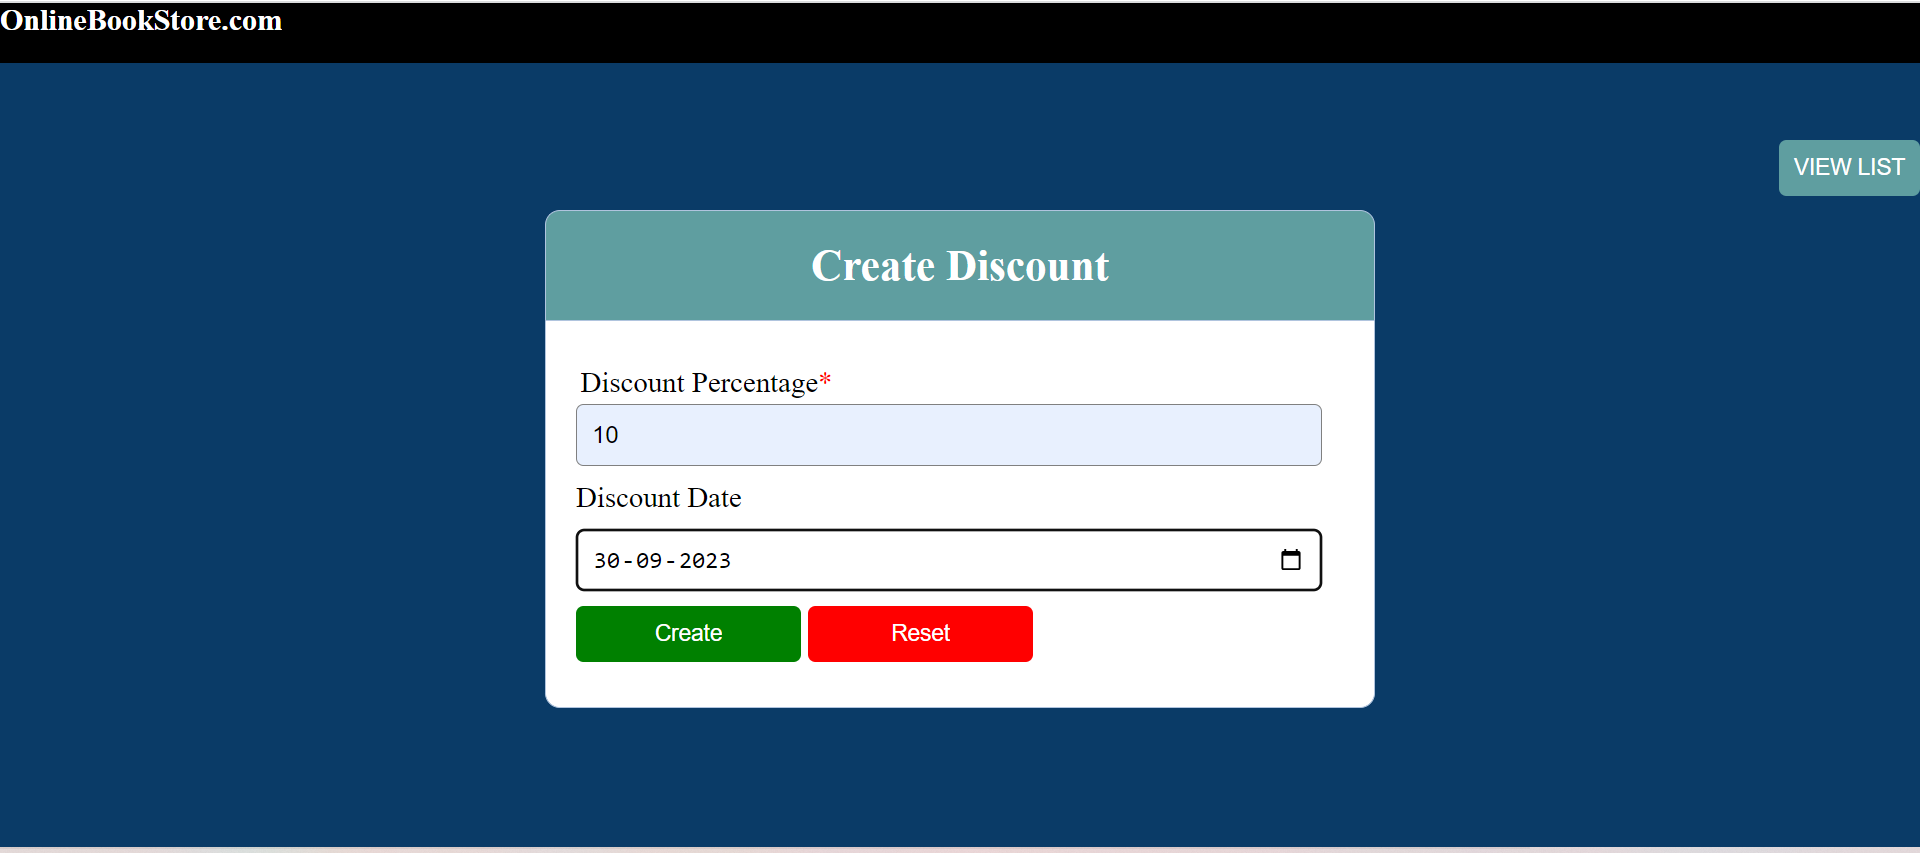 OnlineBookStore.com
VIEW LIST
Create Discount
Discount Percentage*
10
Discount Date
30-09-2023
Create Reset